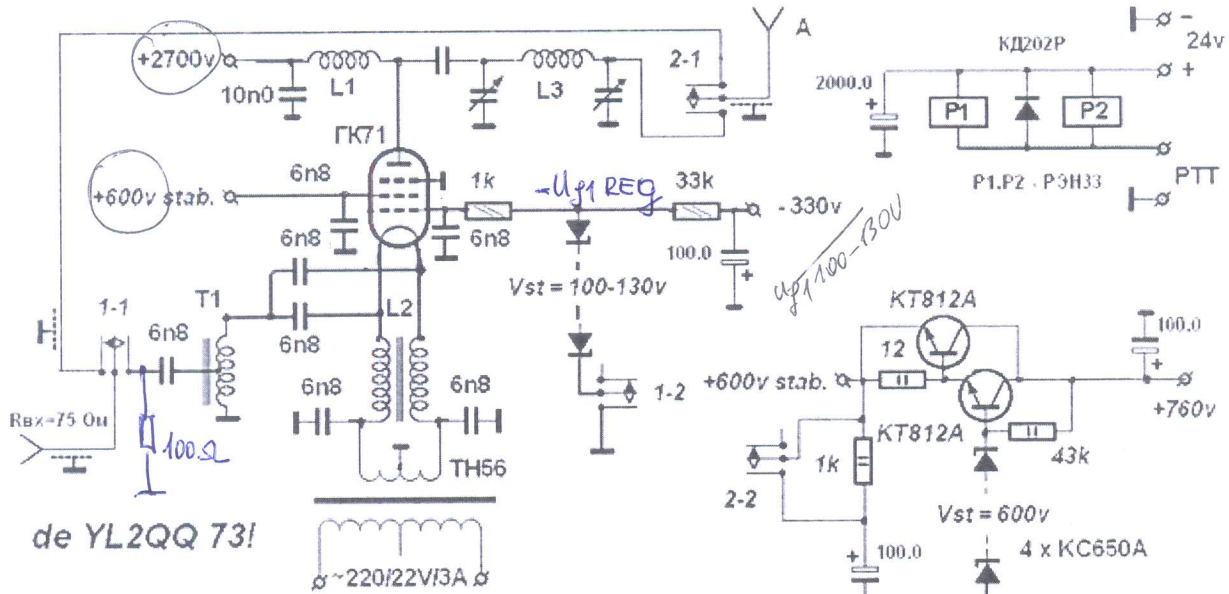 +2700v
10n0
L1
L3
2-1
A
КД202Р
-
24v
+
2000.0
+
P1
P2
P1.P2 - РЭН33
PTT
ГК71
+600v stab.
6n8
6n8
1k
-Ug1 REG
33k
-330v
6n8
100.0
+
Ug1 100-130V
6n8
Vst = 100-130v
T1
L2
1-1
6n8
6n8
6n8
6n8
1-2
Rвх=75 Ом
100Ω
ТН56
de YL2QQ 73!
~220/22V/3A
KT812A
12
100.0
+
+600v stab.
+760v
KT812A
43k
1k
2-2
Vst = 600v
+
100.0
4 x KC650A